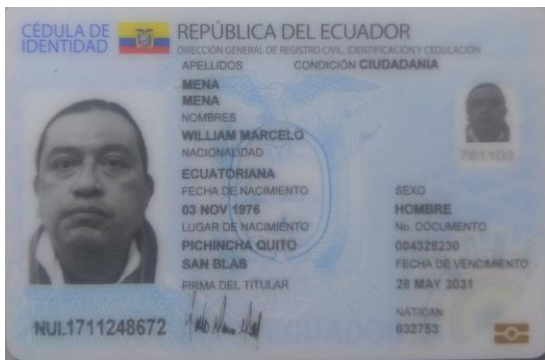 CÉDULA DE
IDENTIDAD
REPÚBLICA DEL ECUADOR
DIRECCIÓN GENERAL DE REGISTRO CIVIL, IDENTIFICACIÓN Y CEDULACIÓN
APELLIDOS
CONDICIÓN CIUDADANIA
MENA
MENA
NOMBRES
WILLIAM MARCELO
NACIONALIDAD
ECUATORIANA
FECHA DE NACIMIENTO
03 NOV 1976
LUGAR DE NACIMIENTO
PICHINCHA QUITO
SAN BLAS
FIRMA DEL TITULAR
761103
SEXO
HOMBRE
No. DOCUMENTO
004328230
FECHA DE VENCIMIENTO
28 MAY 2031
NAT/CAN
632753
NUI.1711248672